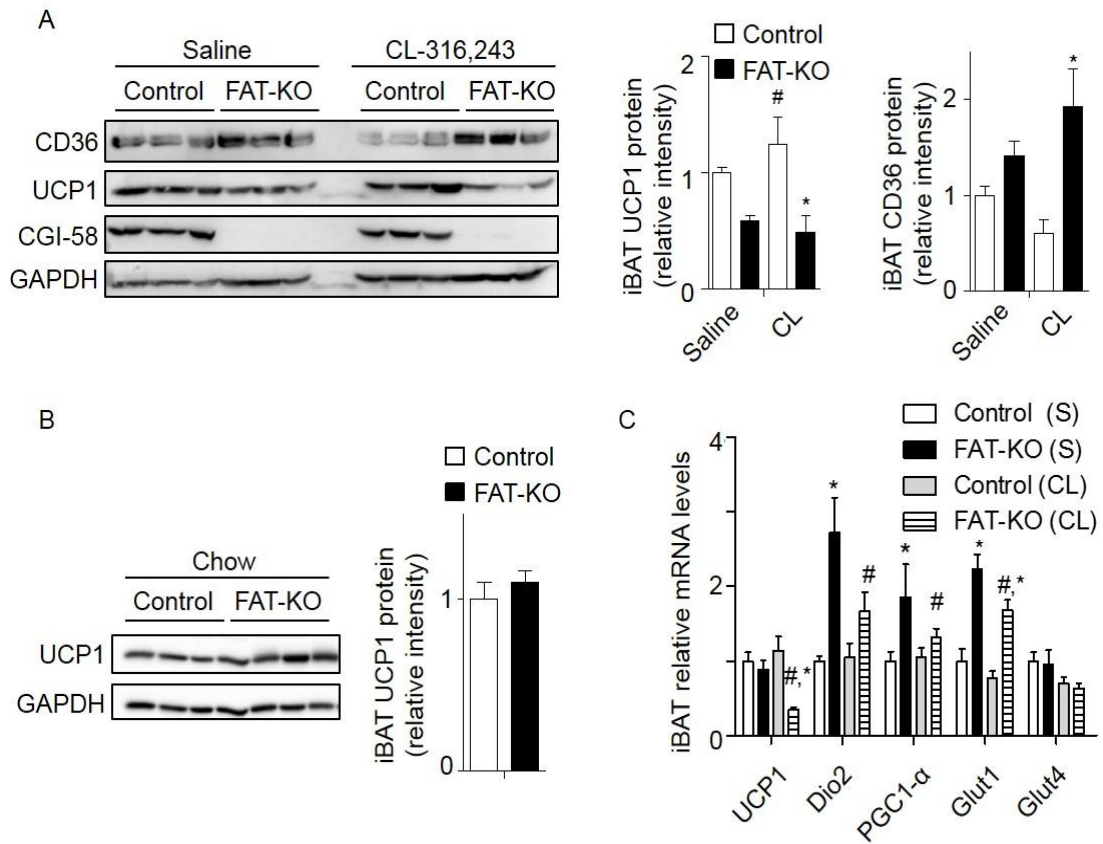 A
Saline CL-316,243
Control FAT-KO Control FAT-KO
CD36
UCP1
CGI-58
GAPDH
Control
FAT-KO
iBAT UCP1 protein
(relative intensity)
2
1
0
#
*
Saline
CL
iBAT CD36 protein
(relative intensity)
2
1
0
*
Saline
CL
B
Chow
Control FAT-KO
UCP1
GAPDH
Control
FAT-KO
iBAT UCP1 protein
(relative intensity)
1
0
C
Control (S)
FAT-KO (S)
Control (CL)
FAT-KO (CL)
iBAT relative mRNA levels
4
2
0
#,*
*
#
*
#
*
#,*
UCP1
Dio2
PGC1-α
Glut1
Glut4